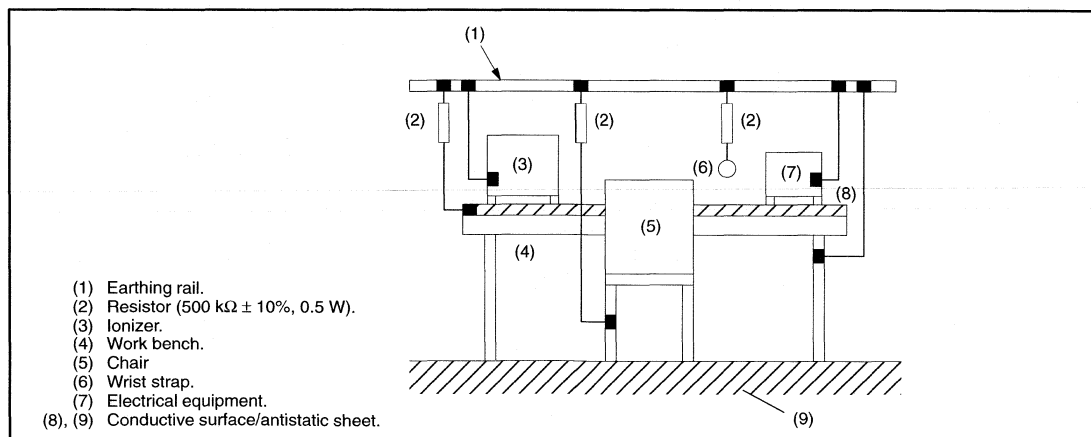 (1)
(2)
(2)
(2)
(3)
(6)
(7)
(8)
(5)
(4)
(1) Earthing rail.
(2) Resistor (500 kΩ ± 10%, 0.5 W).
(3) Ionizer.
(4) Work bench.
(5) Chair
(6) Wrist strap.
(7) Electrical equipment.
(8), (9) Conductive surface/antistatic sheet.
(9)